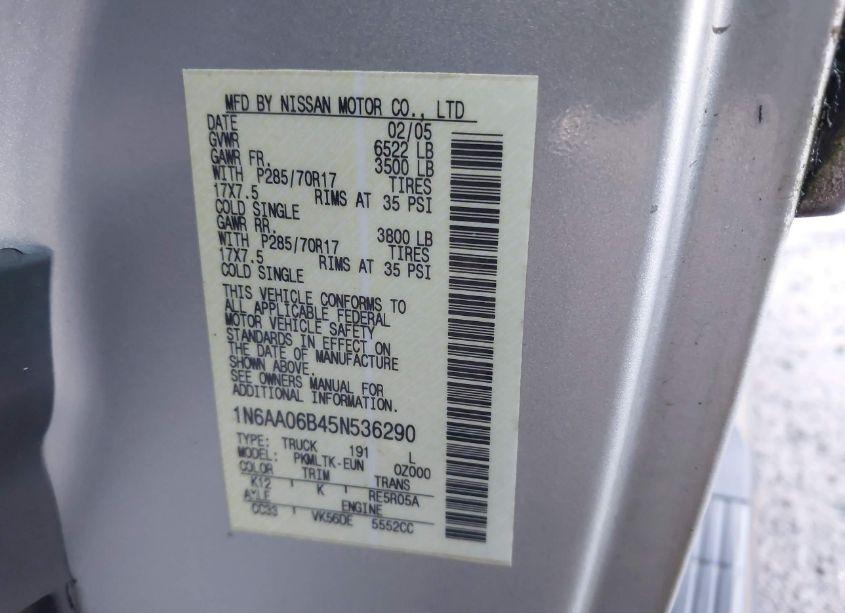 MFD BY NISSAN MOTOR CO., LTD
DATE 02/05
GVWR 6522 LB
GAWR FR. 3500 LB
WITH P285/70R17 TIRES
17X7.5 RIMS AT 35 PSI
COLD SINGLE
GAWR RR. 3800 LB
WITH P285/70R17 TIRES
17X7.5 RIMS AT 35 PSI
COLD SINGLE
THIS VEHICLE CONFORMS TO
ALL APPLICABLE FEDERAL
MOTOR VEHICLE SAFETY
STANDARDS IN EFFECT ON
THE DATE OF MANUFACTURE
SHOWN ABOVE.
SEE OWNERS MANUAL FOR
ADDITIONAL INFORMATION.
1N6AA06B45N536290
TYPE: TRUCK 191 L
MODEL: PKMLTK-EUN 0Z000
COLOR TRIM TRANS
K12 K RE5R05A
AXLE ENGINE
CC33 VK56DE 5552CC